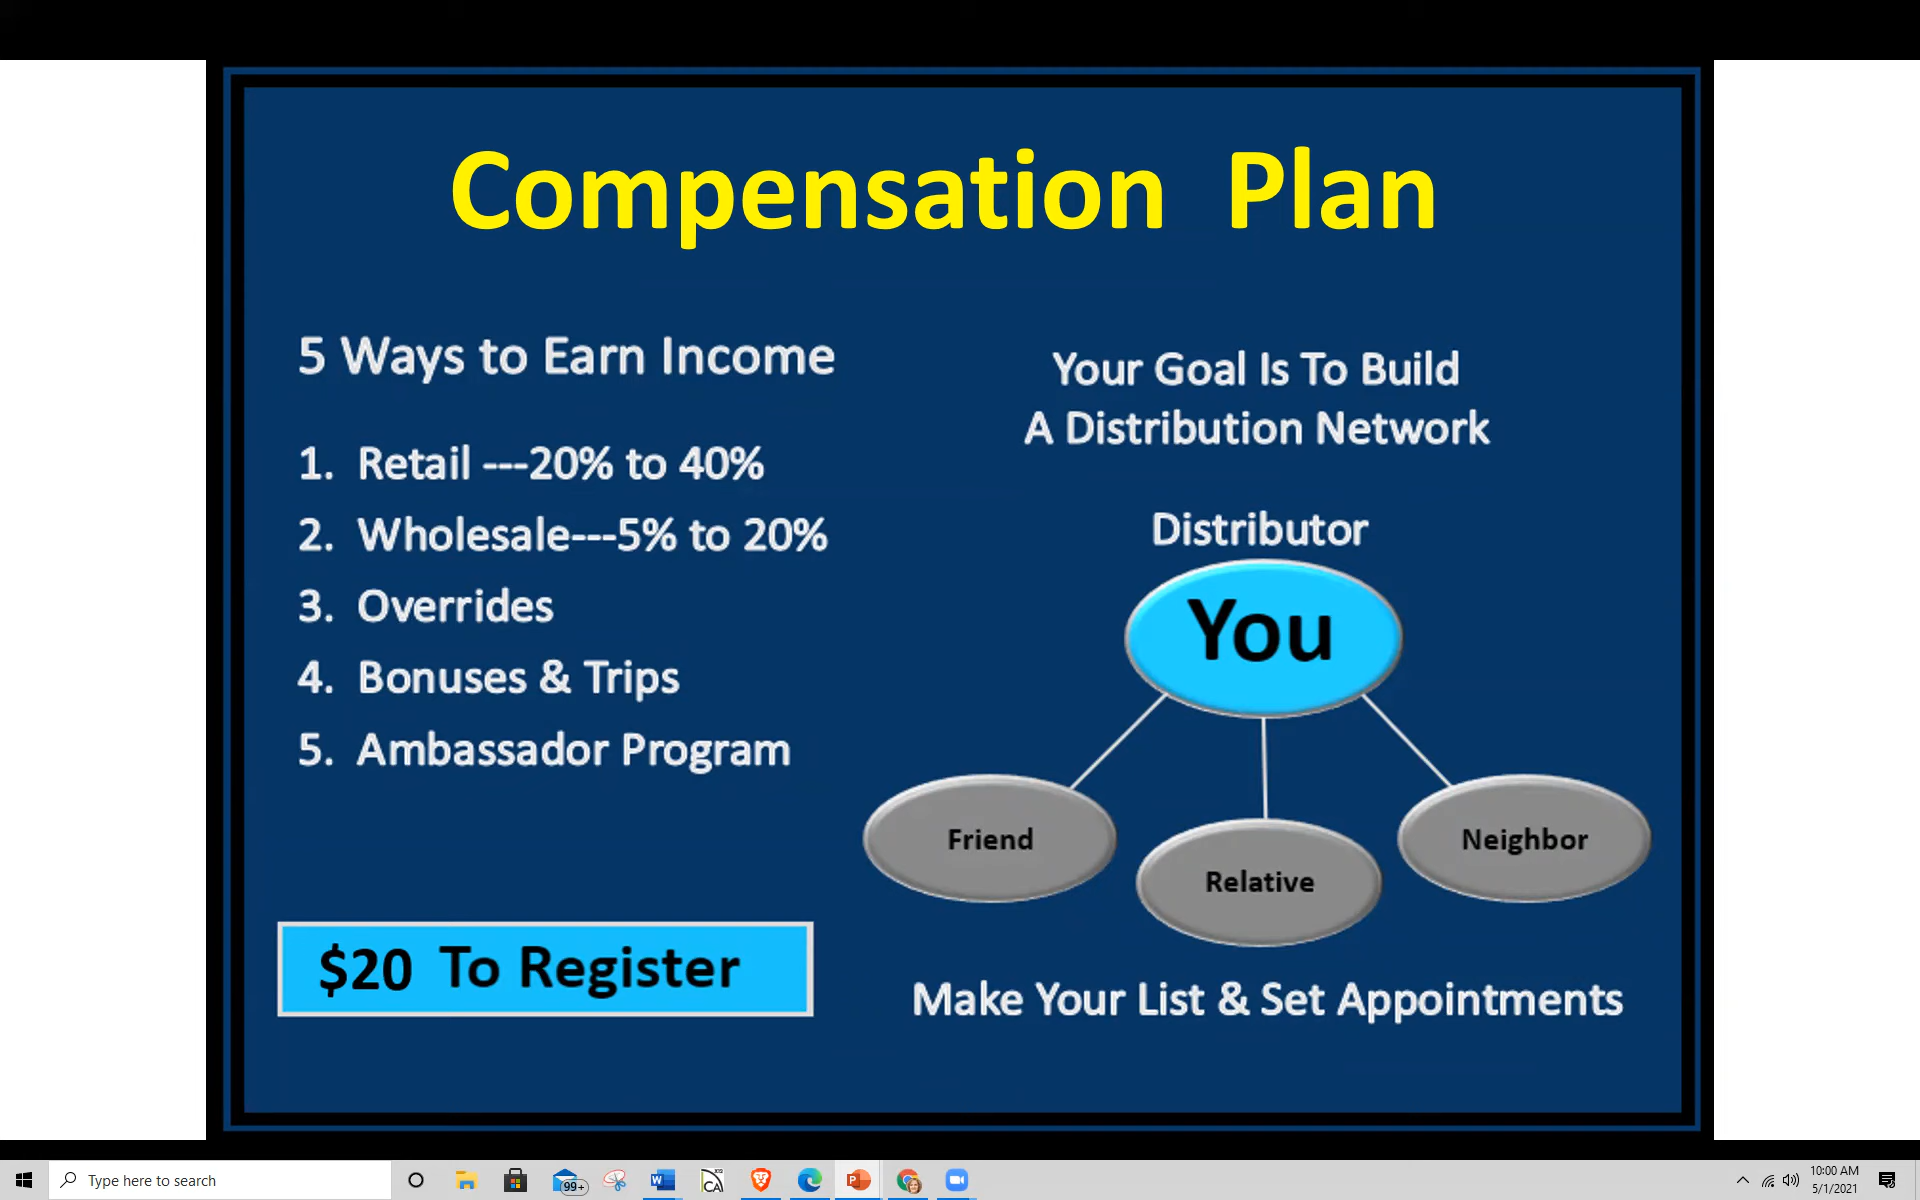 Compensation Plan
5 Ways to Earn Income
1. Retail ---20% to 40%
2. Wholesale---5% to 20%
3. Overrides
4. Bonuses & Trips
5. Ambassador Program
$20 To Register
Your Goal Is To Build
A Distribution Network
Distributor
You
Friend
Relative
Neighbor
Make Your List & Set Appointments
Type here to search
99+
W
CA
P
10:00 AM
5/1/2021